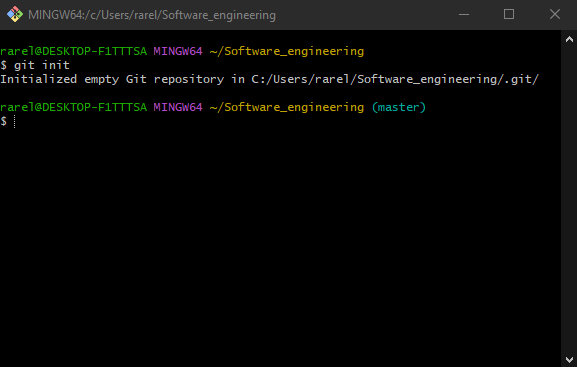 MINGW64:/c/Users/rarel/Software_engineering
rarel@DESKTOP-F1TTTSA MINGW64 ~/Software_engineering
$ git init
Initialized empty Git repository in C:/Users/rarel/Software_engineering/.git/
rarel@DESKTOP-F1TTTSA MINGW64 ~/Software_engineering (master)
$